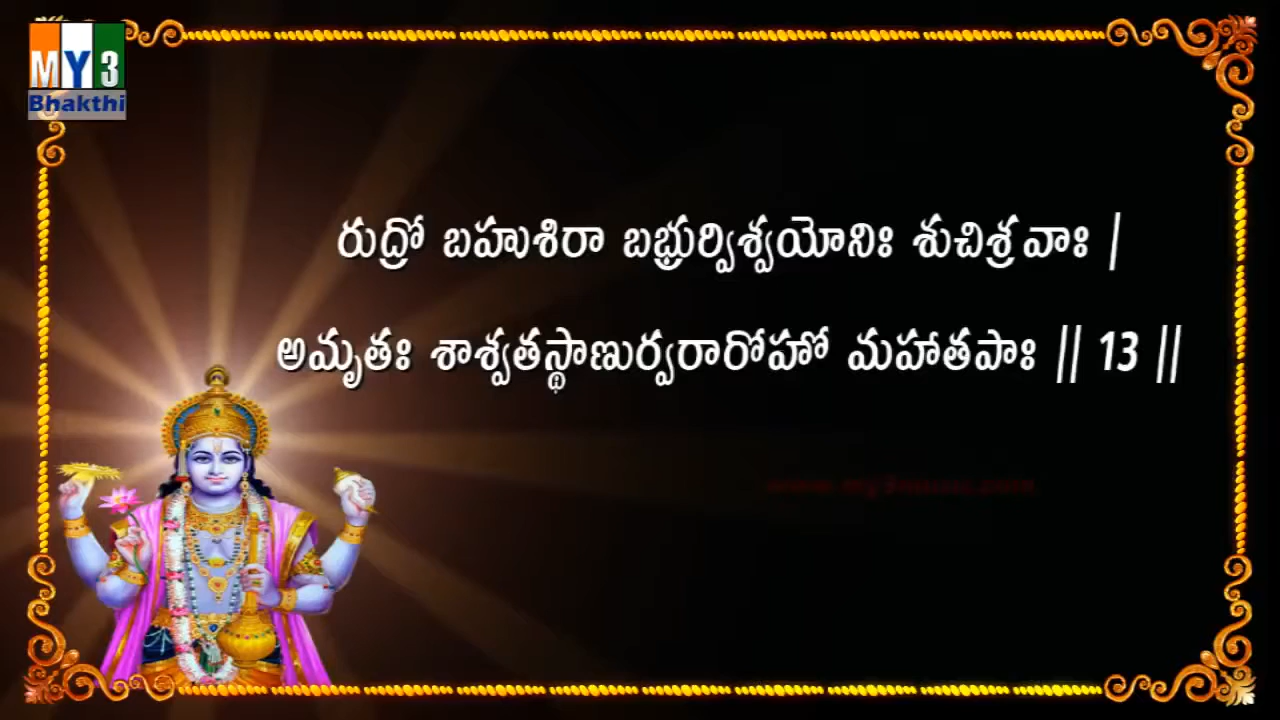 MY3
Bhakthi
రుద్రో బహుశిరా బభ్రుర్విశ్వయోనిః శుచిశ్రవాః |
అమృతః శాశ్వతస్థాణుర్వరారోహో మహాతపాః || 13 ||